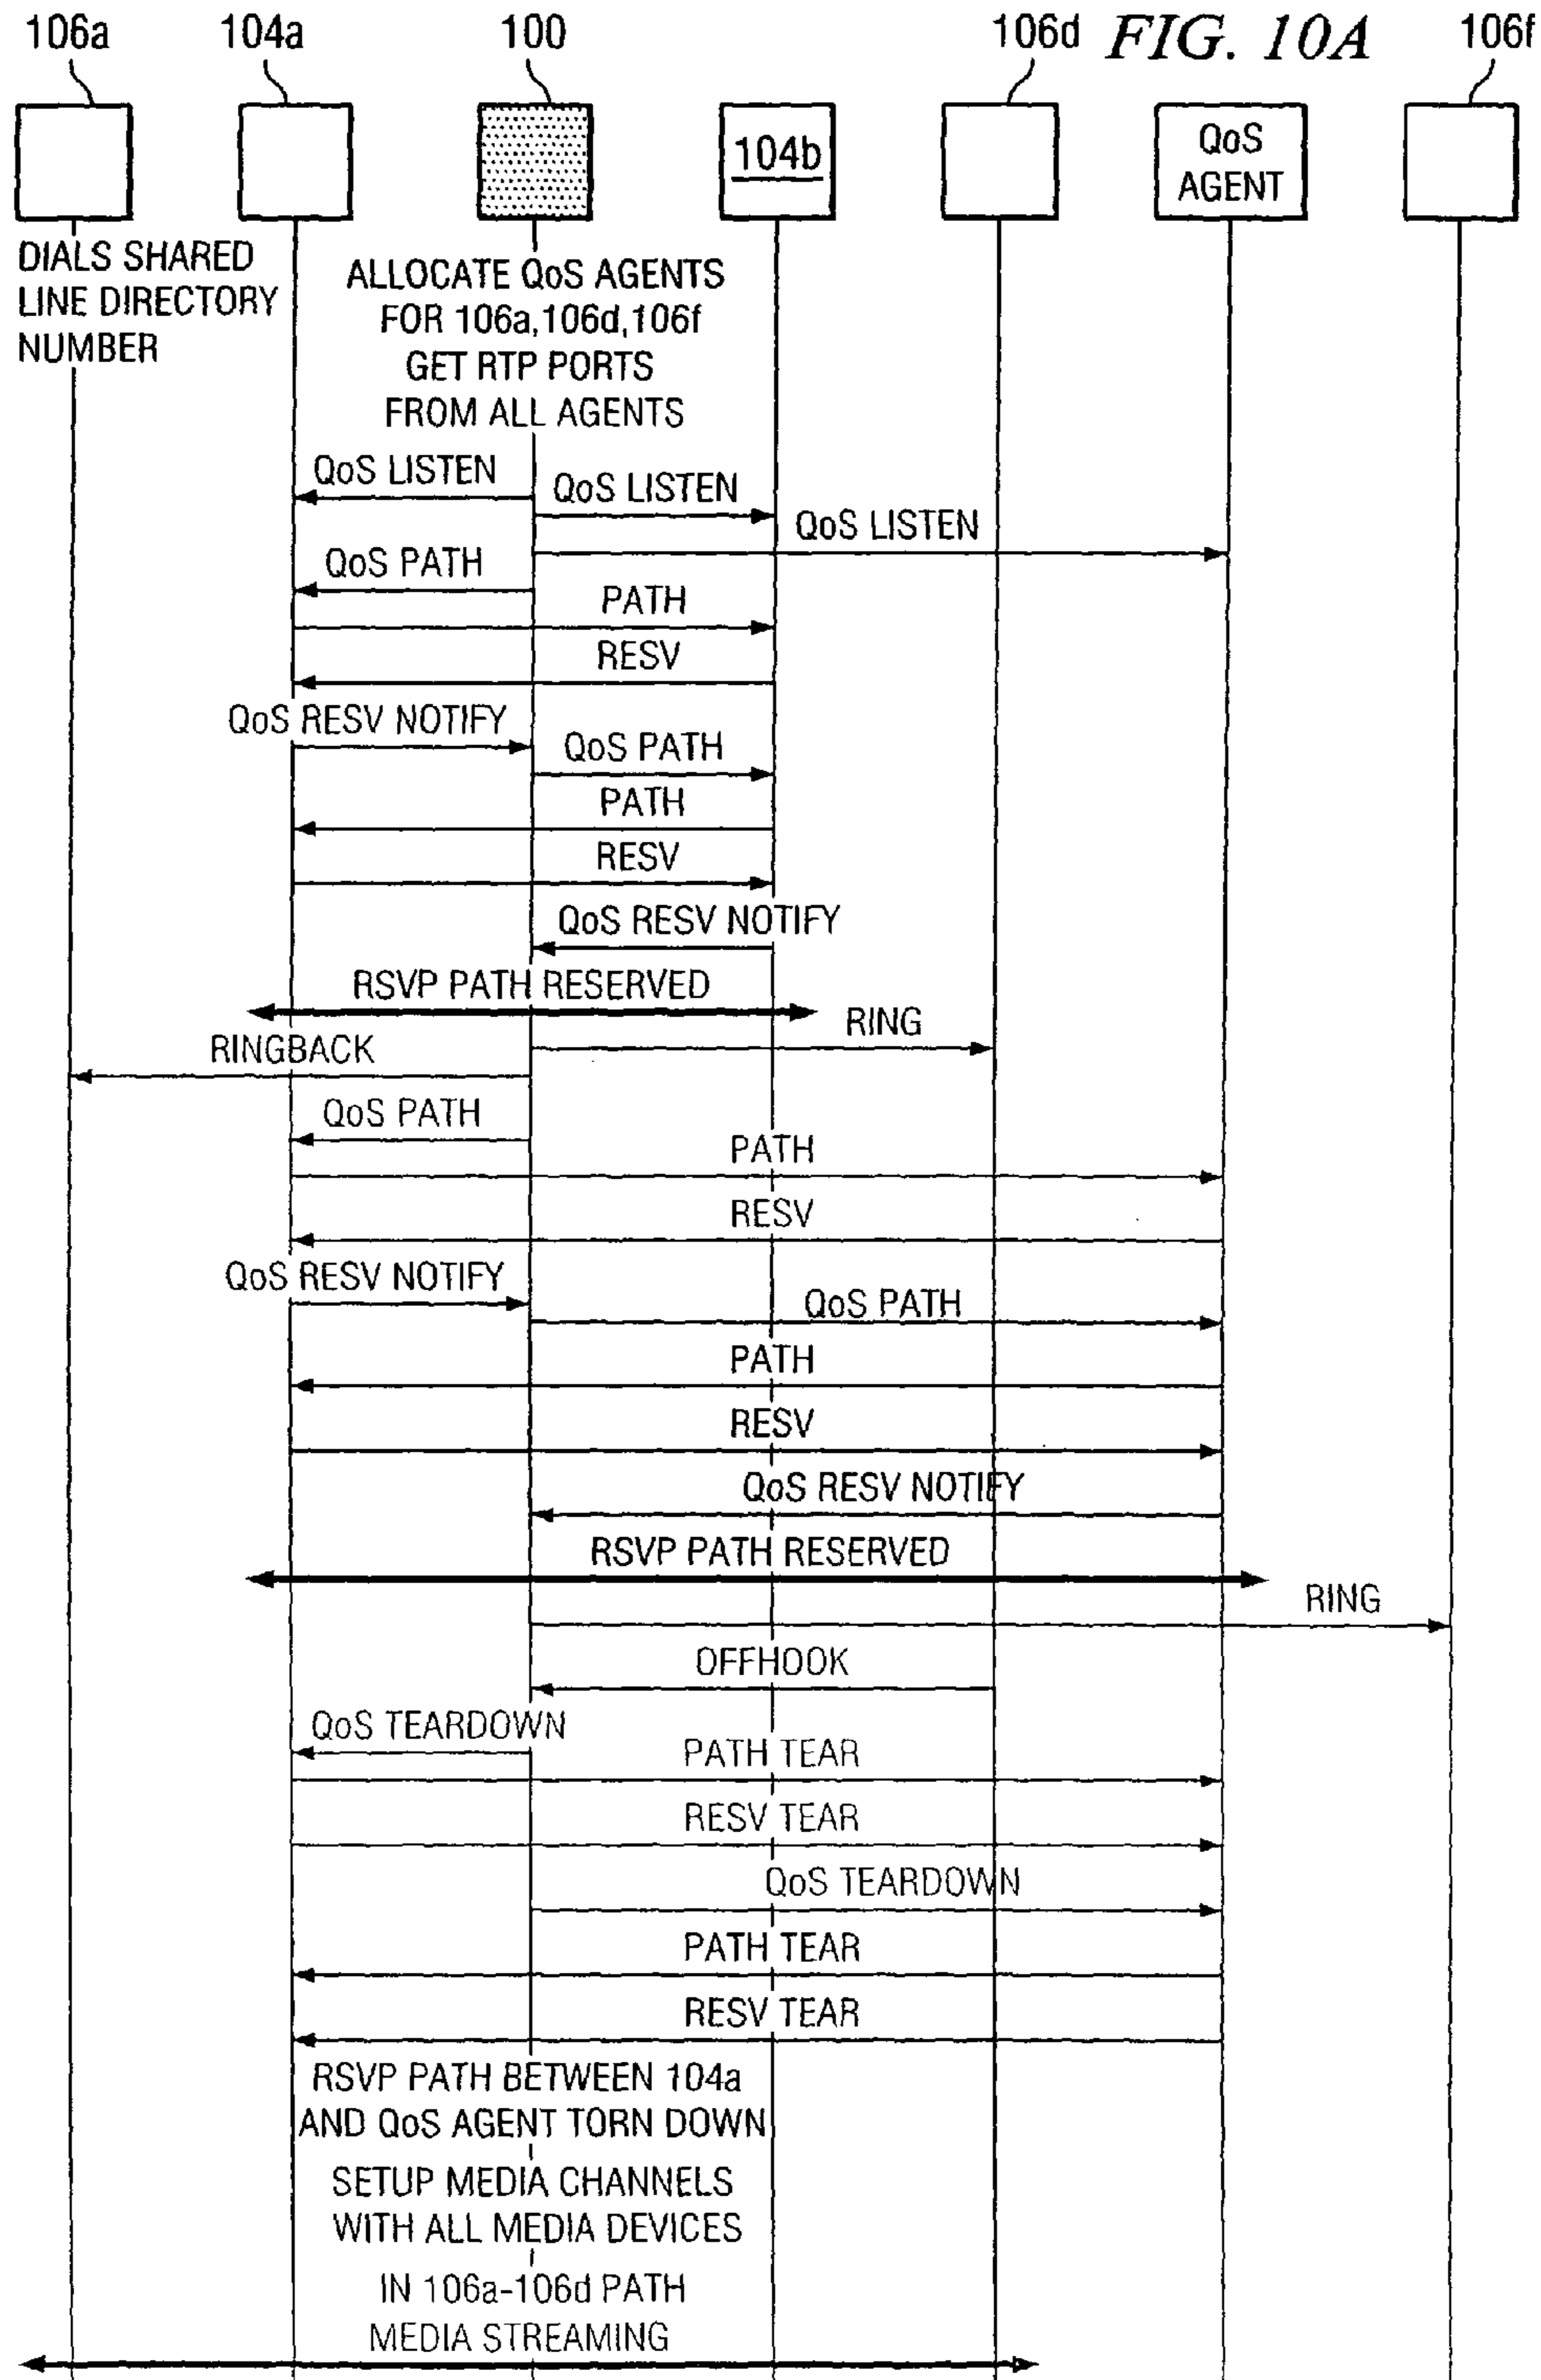 106a 104a 100 106d FIG. 10A 106f
104b
QoS
AGENT
DIALS SHARED
LINE DIRECTORY
NUMBER
ALLOCATE QoS AGENTS
FOR 106a,106d,106f
GET RTP PORTS
FROM ALL AGENTS
QoS LISTEN
QoS LISTEN
QoS LISTEN
QoS PATH
PATH
RESV
QoS RESV NOTIFY
QoS PATH
PATH
RESV
QoS RESV NOTIFY
RSVP PATH RESERVED
RING
RINGBACK
QoS PATH
PATH
RESV
QoS RESV NOTIFY
QoS PATH
PATH
RESV
QoS RESV NOTIFY
RSVP PATH RESERVED
RING
OFFHOOK
QoS TEARDOWN
PATH TEAR
RESV TEAR
QoS TEARDOWN
PATH TEAR
RESV TEAR
RSVP PATH BETWEEN 104a
AND QoS AGENT TORN DOWN
SETUP MEDIA CHANNELS
WITH ALL MEDIA DEVICES
IN 106a-106d PATH
MEDIA STREAMING